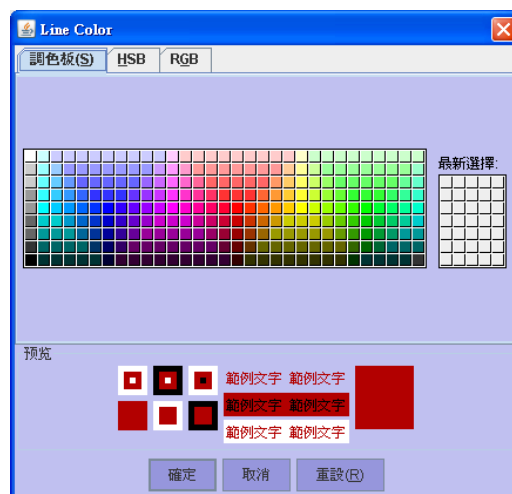 Line Color
調色板(S) HSB RGB
最新選擇:
预览
範例文字 範例文字
範例文字 範例文字
範例文字 範例文字
確定 取消 重設(R)